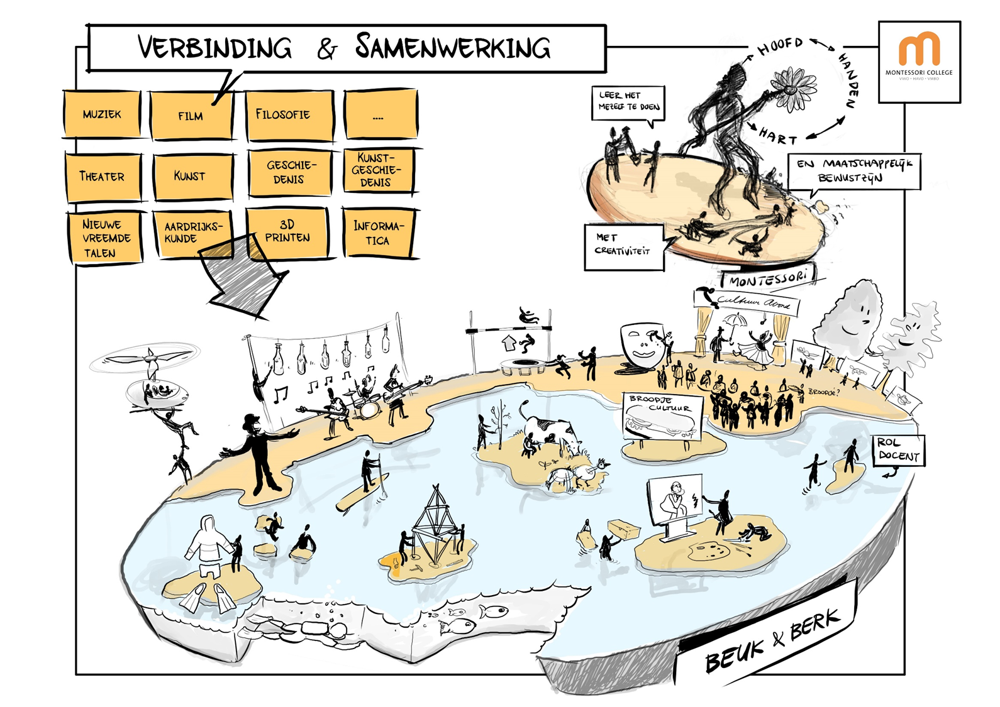 VERBINDING & SAMENWERKING
MUZIEK
FILM
FILOSOFIE
....
THEATER
KUNST
GESCHIE-
DENIS
KUNST-
GESCHIE-
DENIS
NIEUWE
VREEMDE
TALEN
AARDRIJKS-
KUNDE
3D
PRINTEN
INFORMA-
TICA
HOOFD
HANDEN
HART
MONTESSORI COLLEGE
VWO • HAVO • VMBO
LEER HET
MEZELF TE DOEN
EN MAATSCHAPPELIJK
BEWUSTZIJN
MET
CREATIVITEIT
MONTESSORI
Cultuur Avond
BROOPJE
CULTUUR
BROOPJE?
ROL
DOCENT
BEUK & BERK